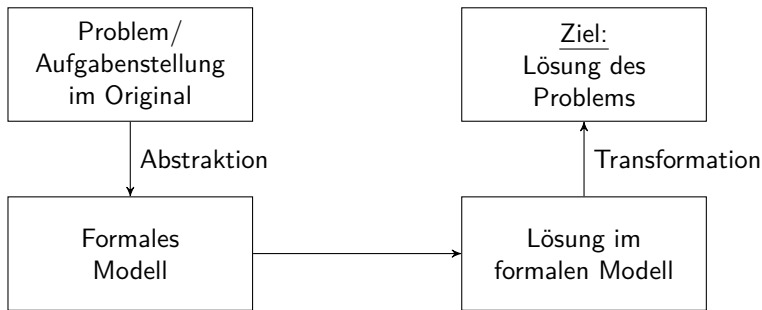 Problem/
Aufgabenstellung
im Original
Abstraktion
Formales
Modell
Lösung im
formalen Modell
Transformation
Ziel:
Lösung des
Problems